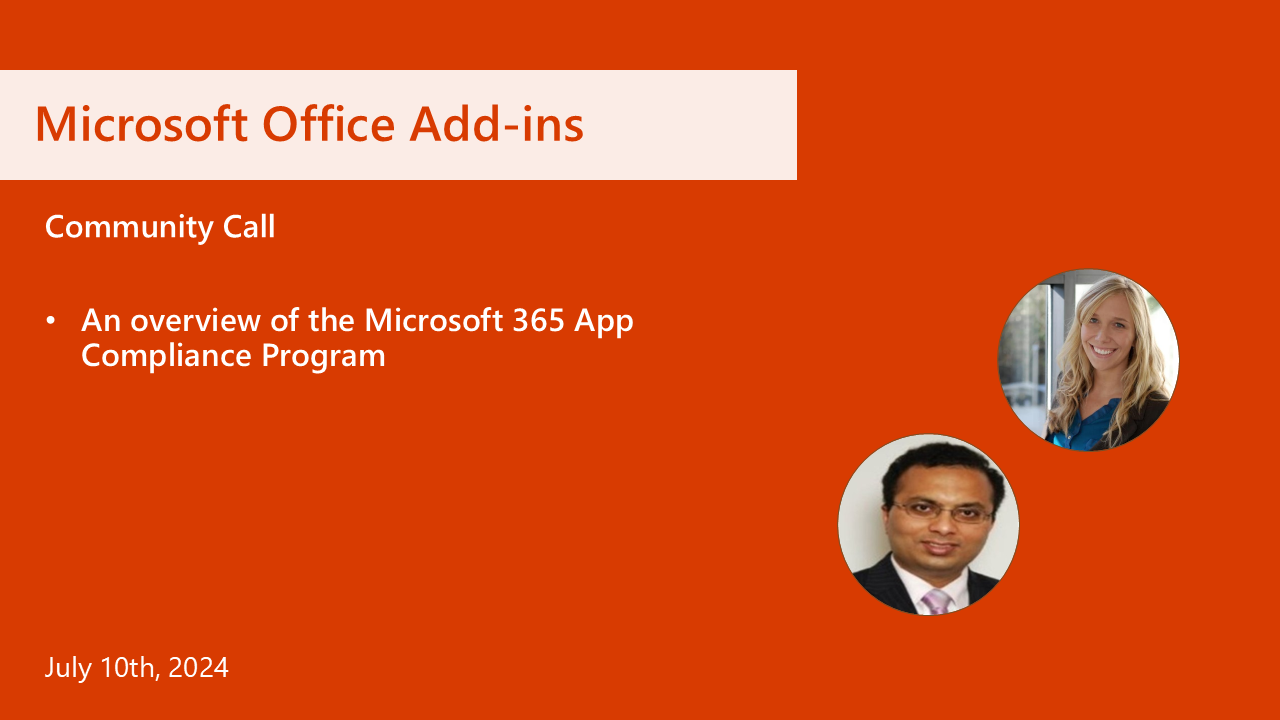 Microsoft Office Add-ins
Community Call
• An overview of the Microsoft 365 App
Compliance Program
July 10th, 2024